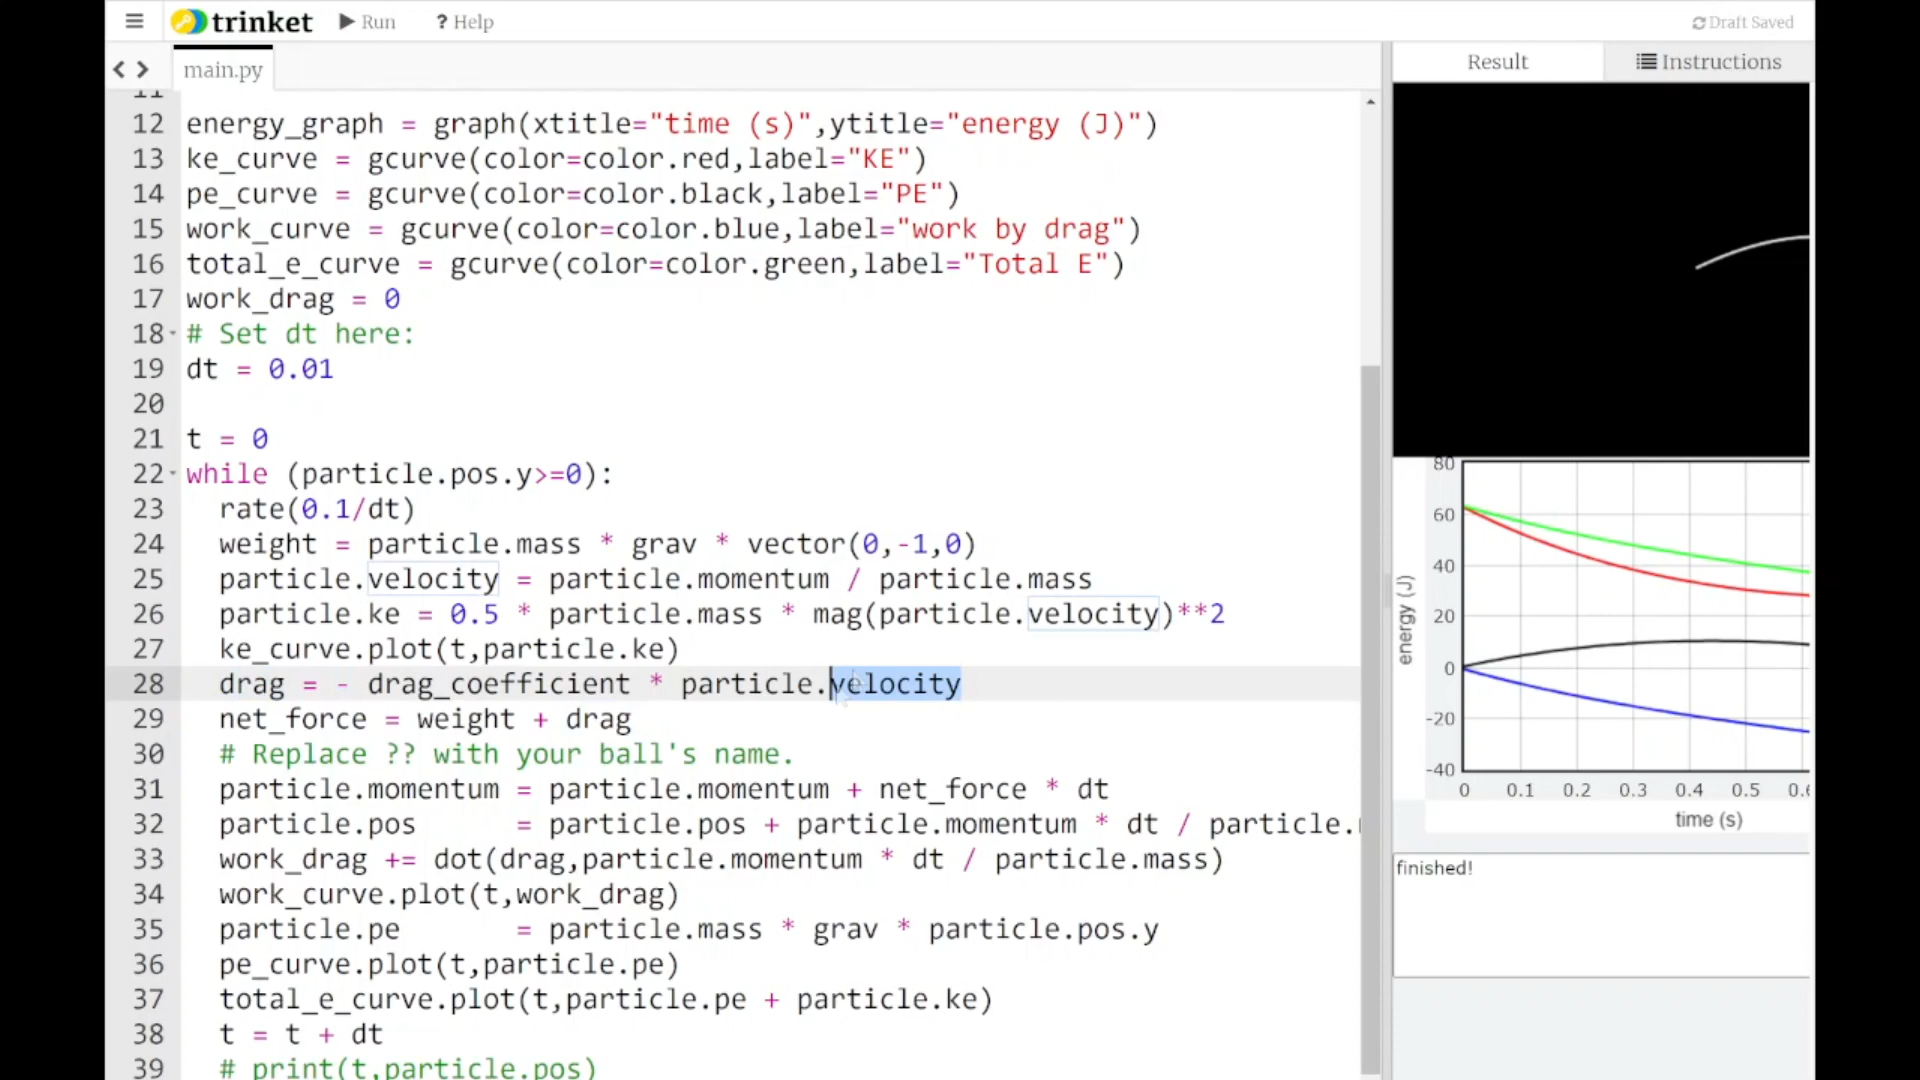 trinket
Run
? Help
Draft Saved
main.py
Result
Instructions
11
12 energy_graph = graph(xtitle="time (s)",ytitle="energy (J)")
13 ke_curve = gcurve(color=color.red,label="KE")
14 pe_curve = gcurve(color=color.black,label="PE")
15 work_curve = gcurve(color=color.blue,label="work by drag")
16 total_e_curve = gcurve(color=color.green,label="Total E")
17 work_drag = 0
18 # Set dt here:
19 dt = 0.01
20
21 t = 0
22 while (particle.pos.y>=0):
23 rate(0.1/dt)
24 weight = particle.mass * grav * vector(0,-1,0)
25 particle.velocity = particle.momentum / particle.mass
26 particle.ke = 0.5 * particle.mass * mag(particle.velocity)**2
27 ke_curve.plot(t,particle.ke)
28 drag = - drag_coefficient * particle.velocity
29 net_force = weight + drag
30 # Replace ?? with your ball's name.
31 particle.momentum = particle.momentum + net_force * dt
32 particle.pos = particle.pos + particle.momentum * dt / particle.
33 work_drag += dot(drag,particle.momentum * dt / particle.mass)
34 work_curve.plot(t,work_drag)
35 particle.pe = particle.mass * grav * particle.pos.y
36 pe_curve.plot(t,particle.pe)
37 total_e_curve.plot(t,particle.pe + particle.ke)
38 t = t + dt
39 # print(t,particle.pos)
80
60
40
20
0
-20
-40
energy (J)
0 0.1 0.2 0.3 0.4 0.5 0.6
time (s)
finished!